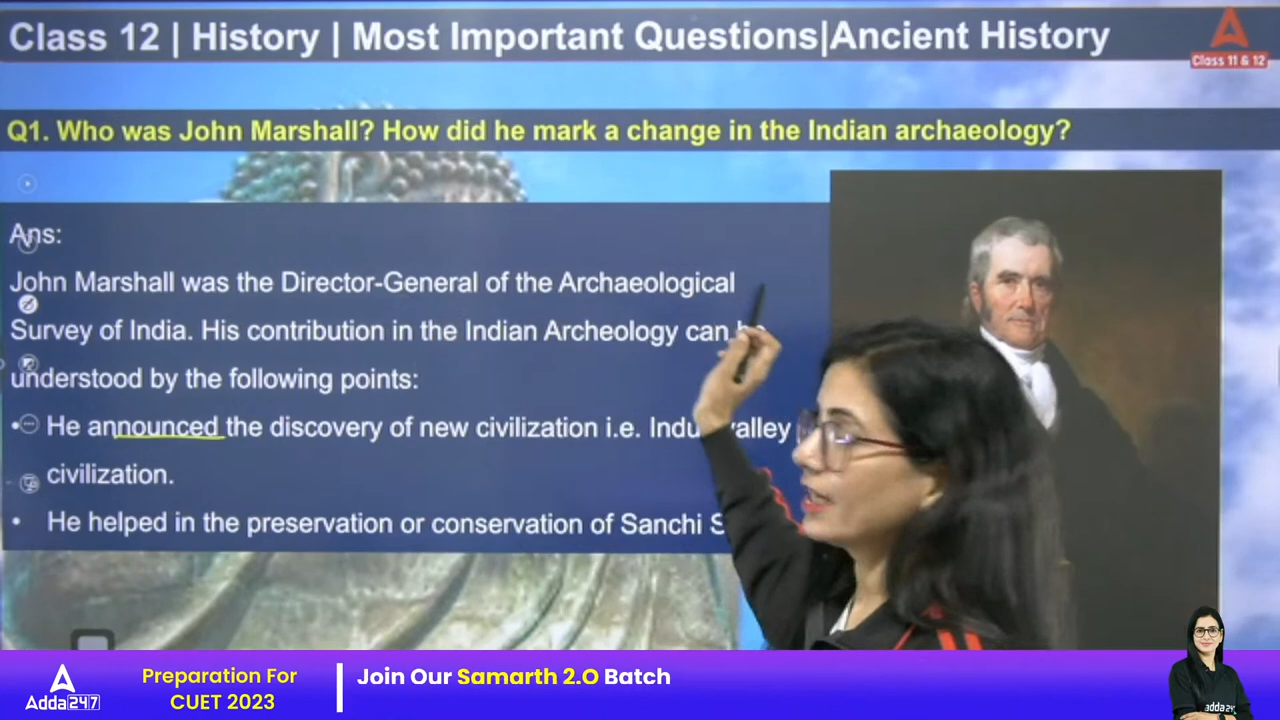 Class 12 | History | Most Important Questions|Ancient History
Class 11 & 12
Q1. Who was John Marshall? How did he mark a change in the Indian archaeology?
Ans:
John Marshall was the Director-General of the Archaeological
Survey of India. His contribution in the Indian Archeology can be
understood by the following points:
• He announced the discovery of new civilization i.e. Indus valley
civilization.
• He helped in the preservation or conservation of Sanchi
Adda247
Preparation For
CUET 2023
Join Our Samarth 2.O Batch